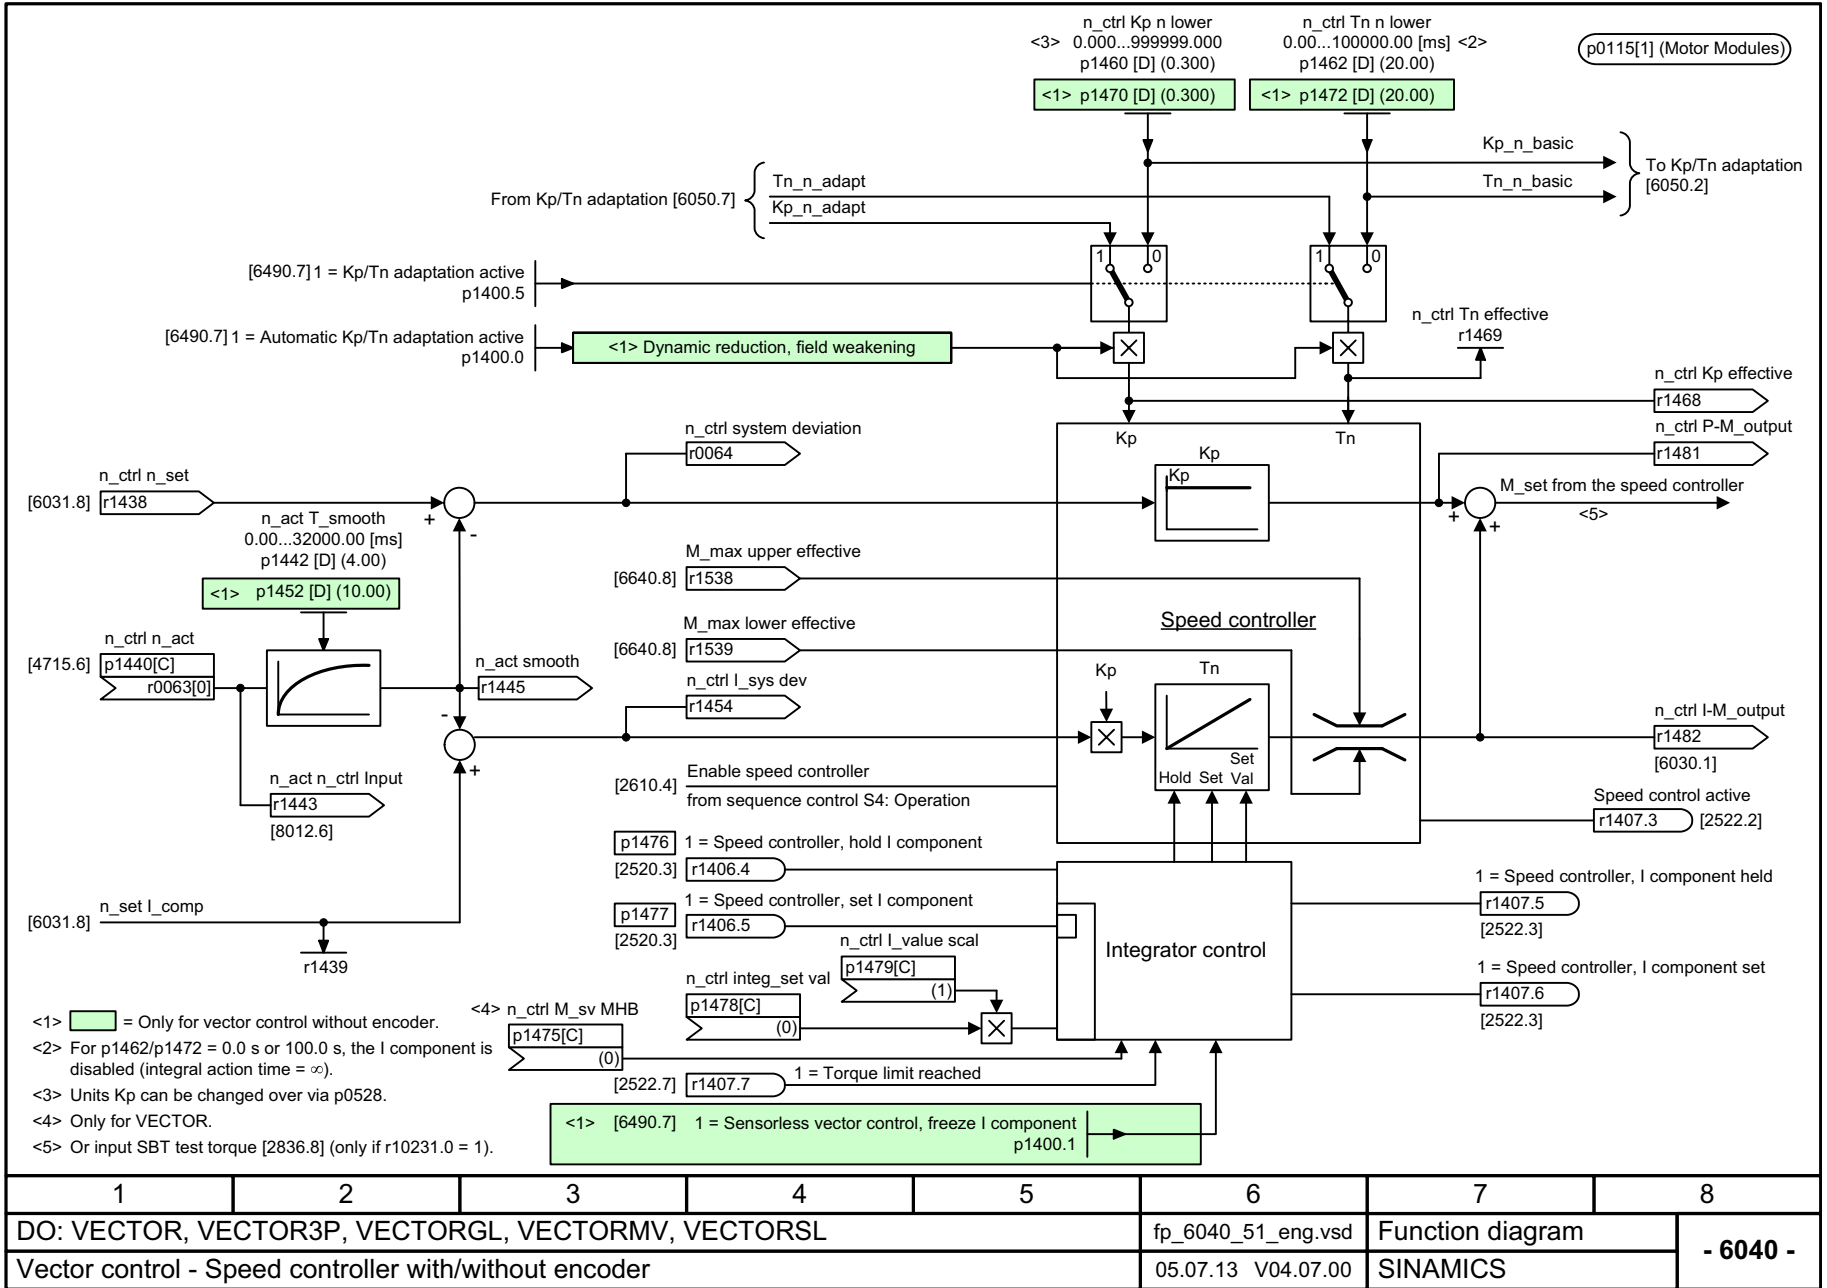 n_ctrl Kp n lower
<3> 0.000...999999.000
p1460 [D] (0.300)
<1> p1470 [D] (0.300)
n_ctrl Tn n lower
0.00...100000.00 [ms] <2>
p1462 [D] (20.00)
<1> p1472 [D] (20.00)
p0115[1] (Motor Modules)
Kp_n_basic
Tn_n_basic
To Kp/Tn adaptation
[6050.2]
From Kp/Tn adaptation [6050.7]
Tn_n_adapt
Kp_n_adapt
1 0
1 0
[6490.7] 1 = Kp/Tn adaptation active
p1400.5
[6490.7] 1 = Automatic Kp/Tn adaptation active
p1400.0
<1> Dynamic reduction, field weakening
n_ctrl Tn effective
r1469
n_ctrl Kp effective
r1468
n_ctrl P-M_output
r1481
n_ctrl system deviation
r0064
Kp
Tn
Kp
Kp
n_ctrl n_set
[6031.8] r1438
+
-
M_set from the speed controller
<5>
+
+
n_act T_smooth
0.00...32000.00 [ms]
p1442 [D] (4.00)
<1> p1452 [D] (10.00)
M_max upper effective
[6640.8] r1538
Speed controller
M_max lower effective
[6640.8] r1539
n_ctrl n_act
[4715.6] p1440[C]
r0063[0]
n_act smooth
r1445
n_ctrl I_sys dev
r1454
-
+
Kp
Tn
Hold Set Set
Val
n_ctrl I-M_output
r1482
[6030.1]
n_act n_ctrl Input
r1443
[8012.6]
[2610.4] Enable speed controller
from sequence control S4: Operation
Speed control active
r1407.3 [2522.2]
p1476 1 = Speed controller, hold I component
[2520.3] r1406.4
p1477 1 = Speed controller, set I component
[2520.3] r1406.5
Integrator control
1 = Speed controller, I component held
r1407.5
[2522.3]
1 = Speed controller, I component set
r1407.6
[2522.3]
[6031.8] n_set I_comp
r1439
n_ctrl I_value scal
p1479[C]
(1)
n_ctrl integ_set val
p1478[C]
(0)
<4> n_ctrl M_sv MHB
p1475[C]
(0)
[2522.7] r1407.7 1 = Torque limit reached
<1> [6490.7] 1 = Sensorless vector control, freeze I component
p1400.1
<1> = Only for vector control without encoder.
<2> For p1462/p1472 = 0.0 s or 100.0 s, the I component is
disabled (integral action time = ∞).
<3> Units Kp can be changed over via p0528.
<4> Only for VECTOR.
<5> Or input SBT test torque [2836.8] (only if r10231.0 = 1).
1 2 3 4 5 6 7 8
DO: VECTOR, VECTOR3P, VECTORGL, VECTORMV, VECTORSL
fp_6040_51_eng.vsd
Function diagram
- 6040 -
Vector control - Speed controller with/without encoder
05.07.13 V04.07.00
SINAMICS